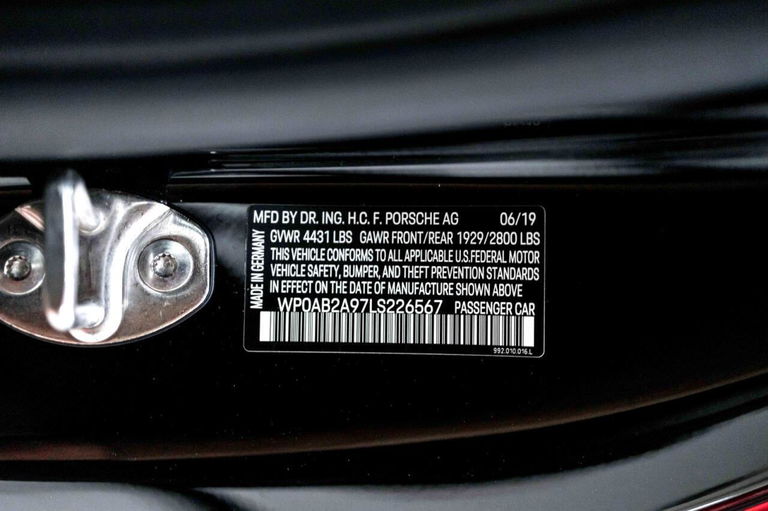 MFD BY DR. ING. H.C. F. PORSCHE AG 06/19
GVWR 4431 LBS GAWR FRONT/REAR 1929/2800 LBS
THIS VEHICLE CONFORMS TO ALL APPLICABLE U.S.FEDERAL MOTOR
VEHICLE SAFETY, BUMPER, AND THEFT PREVENTION STANDARDS
IN EFFECT ON THE DATE OF MANUFACTURE SHOWN ABOVE
WP0AB2A97LS226567 PASSENGER CAR
992.010.016.L
MADE IN GERMANY